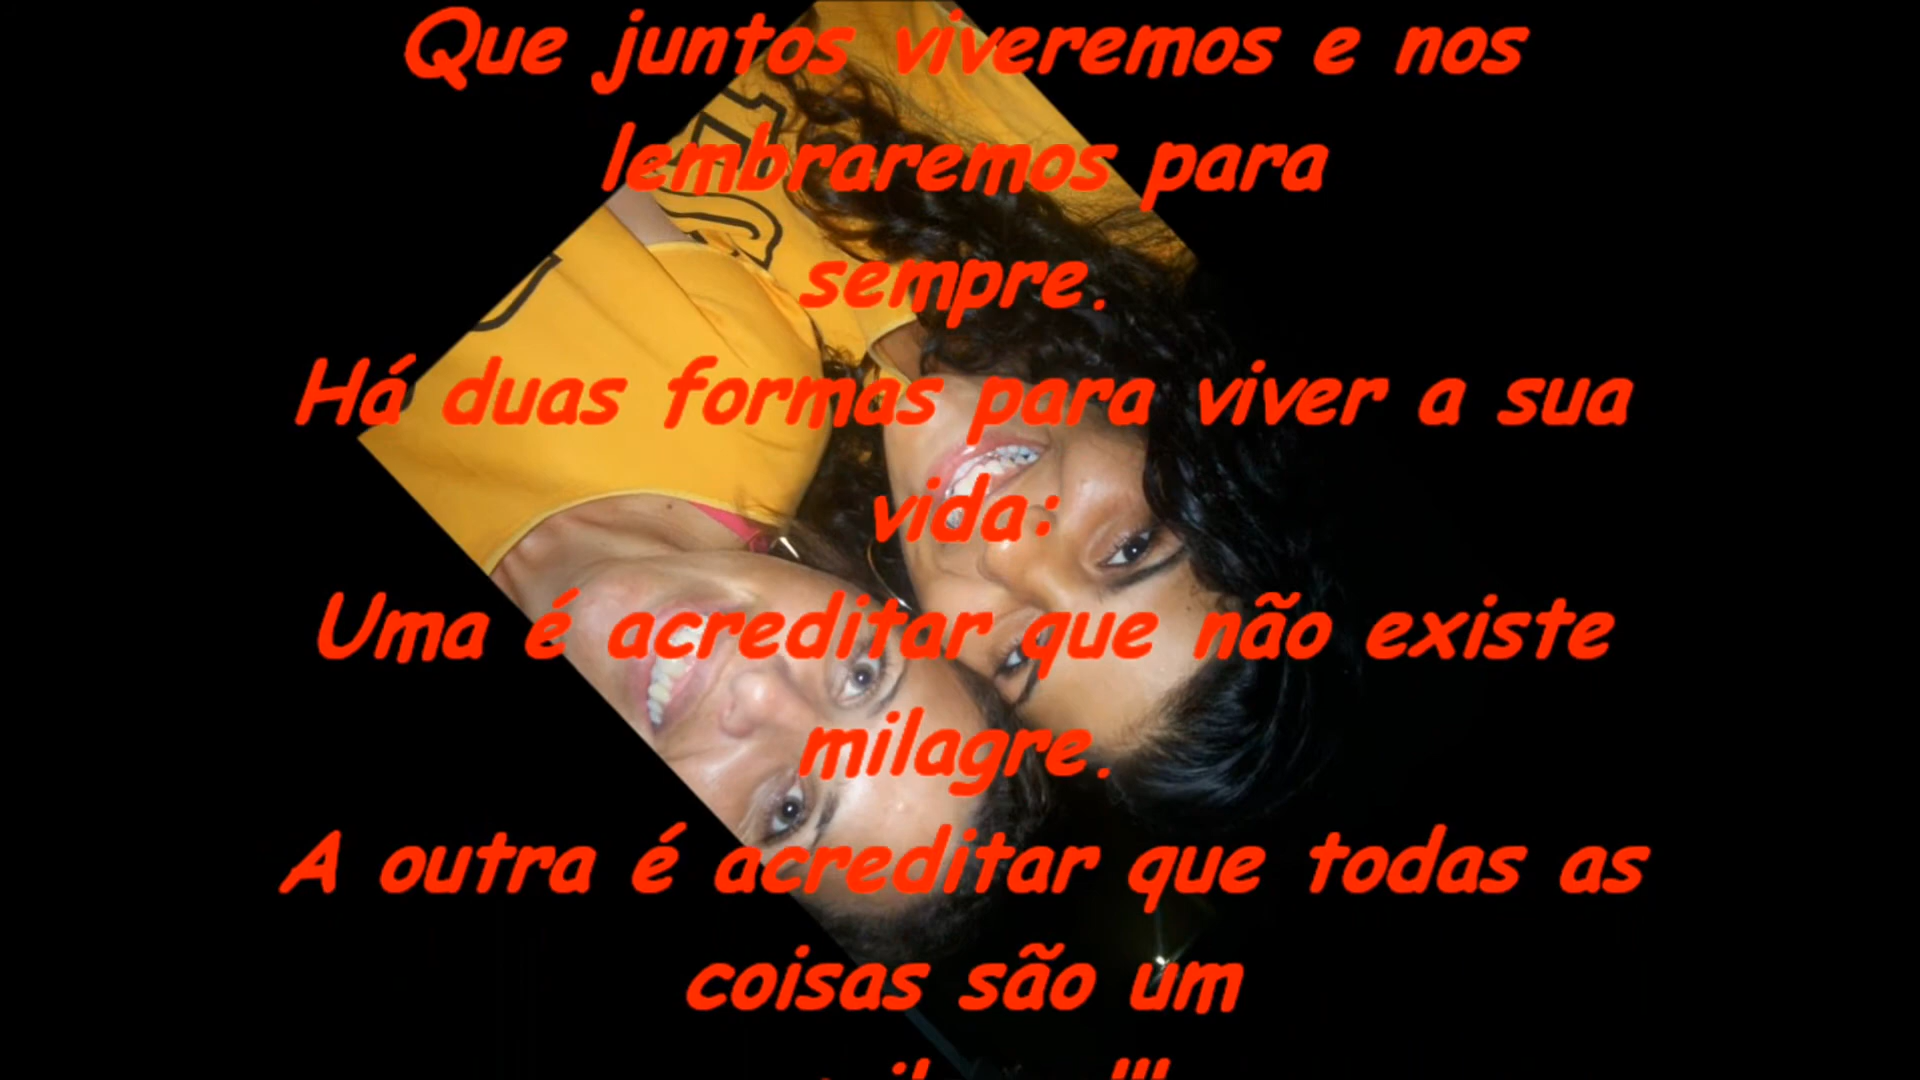 Que juntos viveremos e nos
lembraremos para
sempre.
Há duas formas para viver a sua
vida:
Uma é acreditar que não existe
milagre.
A outra é acreditar que todas as
coisas são um